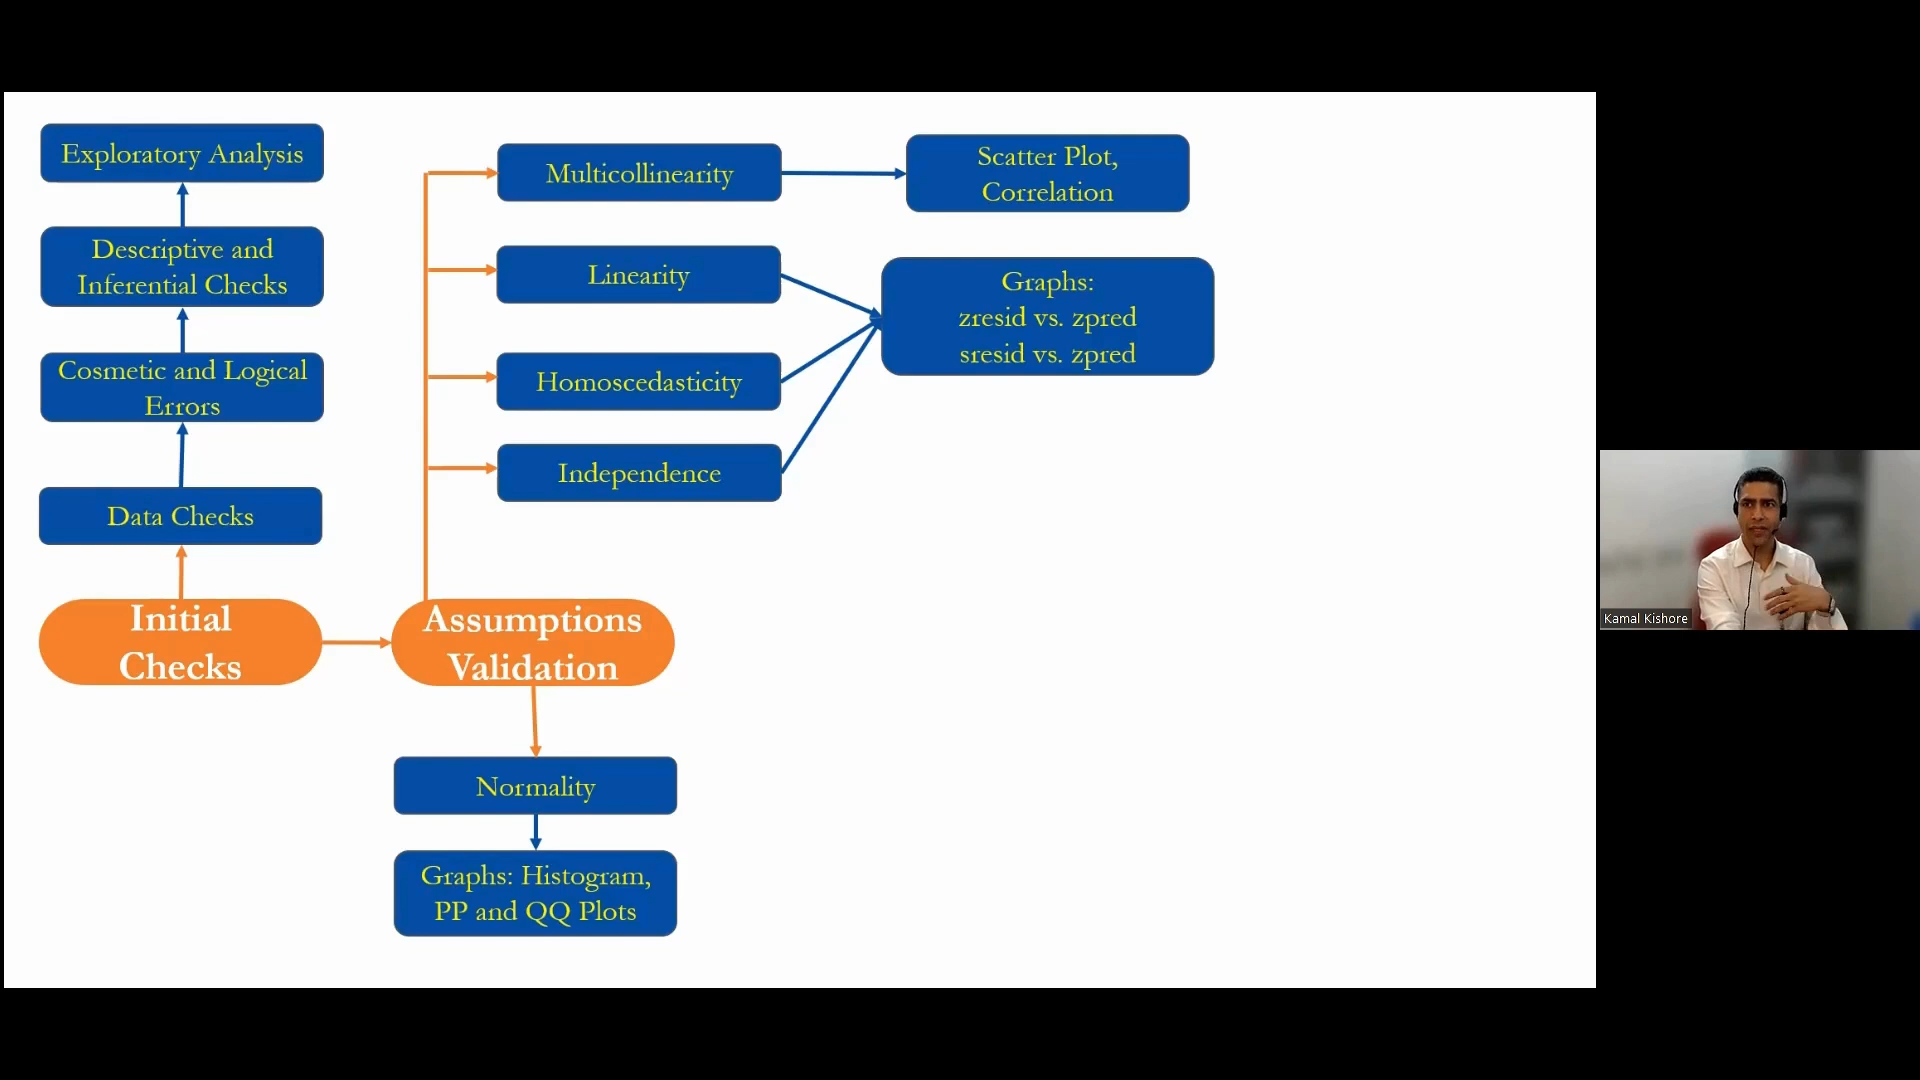 Exploratory Analysis
Descriptive and
Inferential Checks
Cosmetic and Logical
Errors
Data Checks
Initial
Checks
Assumptions
Validation
Multicollinearity
Scatter Plot,
Correlation
Linearity
Homoscedasticity
Independence
Graphs:
zresid vs. zpred
sresid vs. zpred
Normality
Graphs: Histogram,
PP and QQ Plots
Kamal Kishore